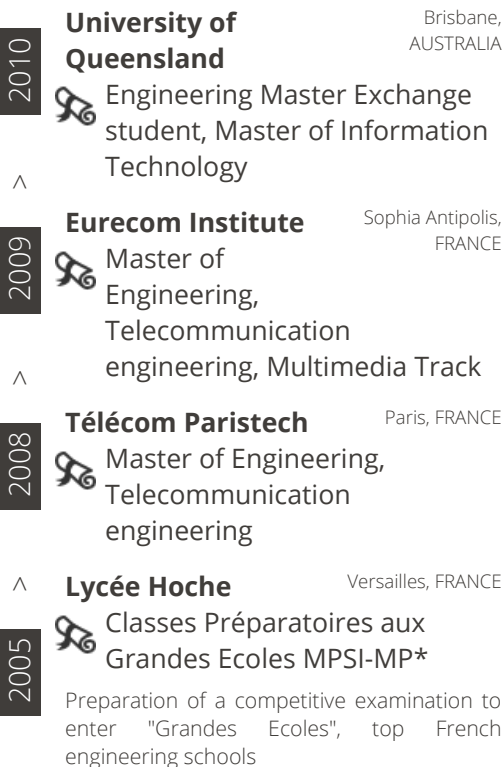 University of
Queensland
Brisbane,
AUSTRALIA
2010
Engineering Master Exchange
student, Master of Information
Technology
>
Eurecom Institute
Sophia Antipolis,
FRANCE
2009
Master of
Engineering,
Telecommunication
engineering, Multimedia Track
>
Télécom Paristech
Paris, FRANCE
2008
Master of Engineering,
Telecommunication
engineering
>
Lycée Hoche
Versailles, FRANCE
2005
Classes Préparatoires aux
Grandes Ecoles MPSI-MP*
Preparation of a competitive examination to
enter "Grandes Ecoles", top French
engineering schools